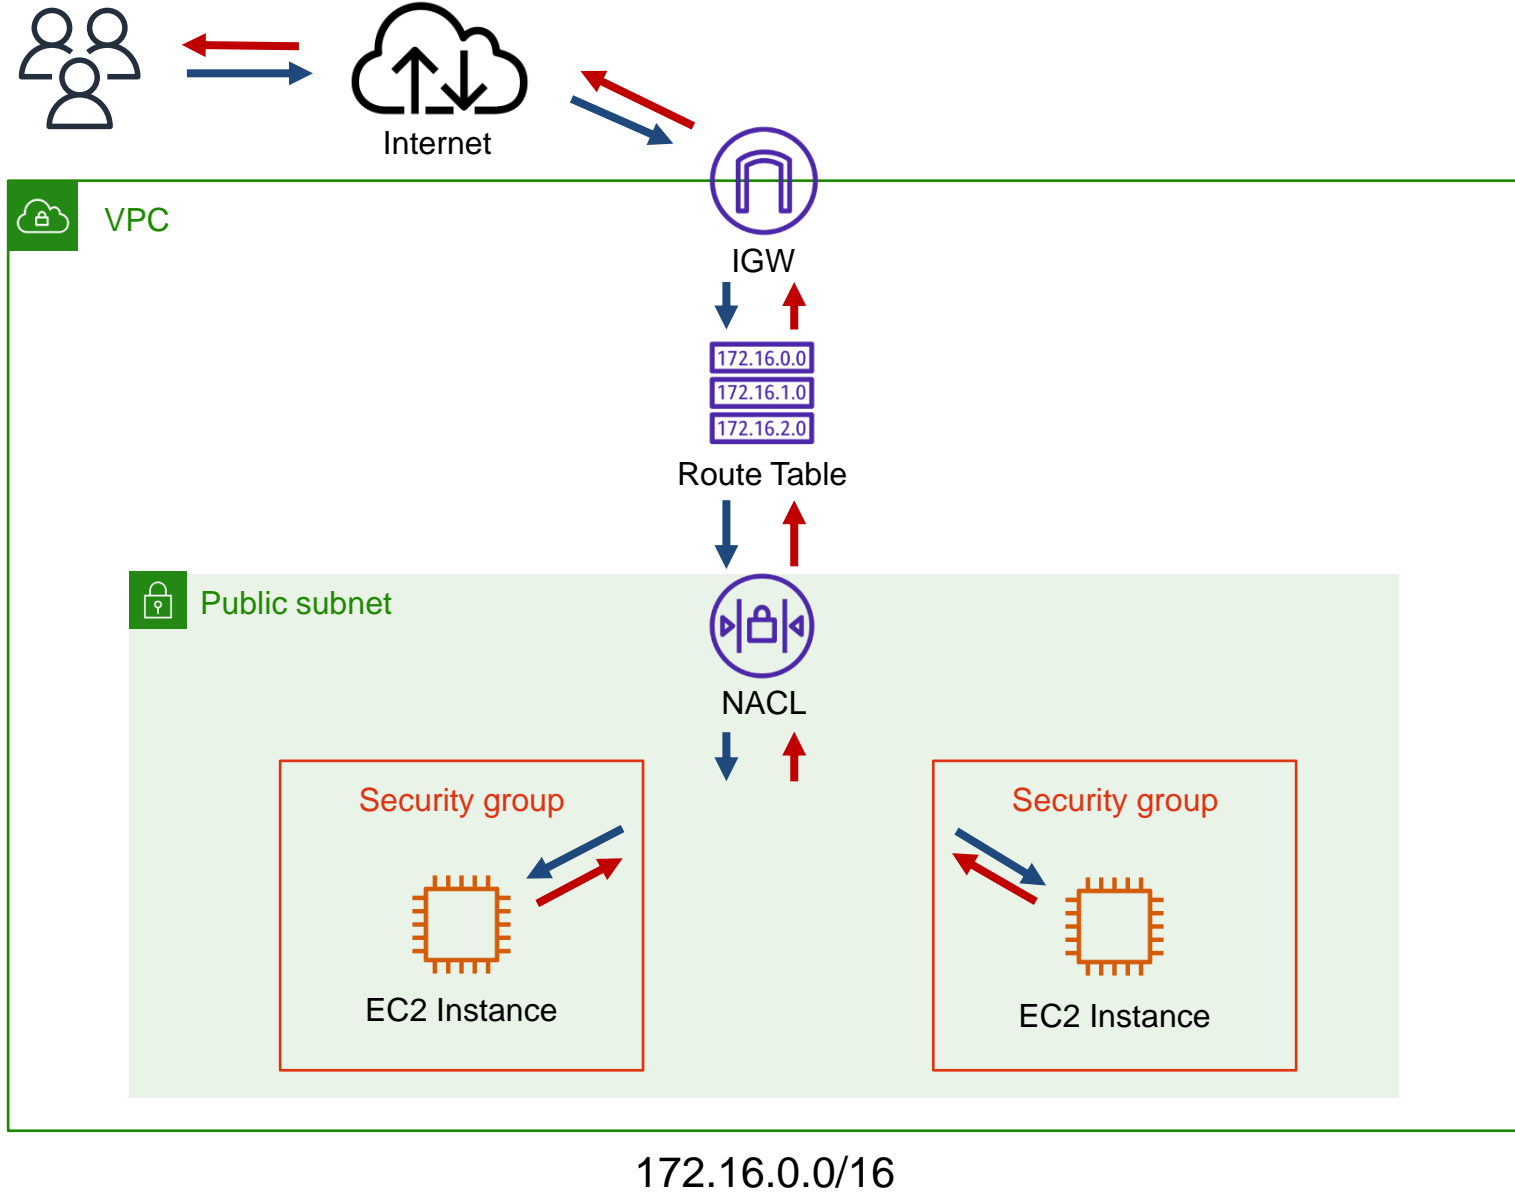 Internet
VPC
IGW
172.16.0.0
172.16.1.0
172.16.2.0
Route Table
Public subnet
NACL
Security group
EC2 Instance
Security group
EC2 Instance
172.16.0.0/16